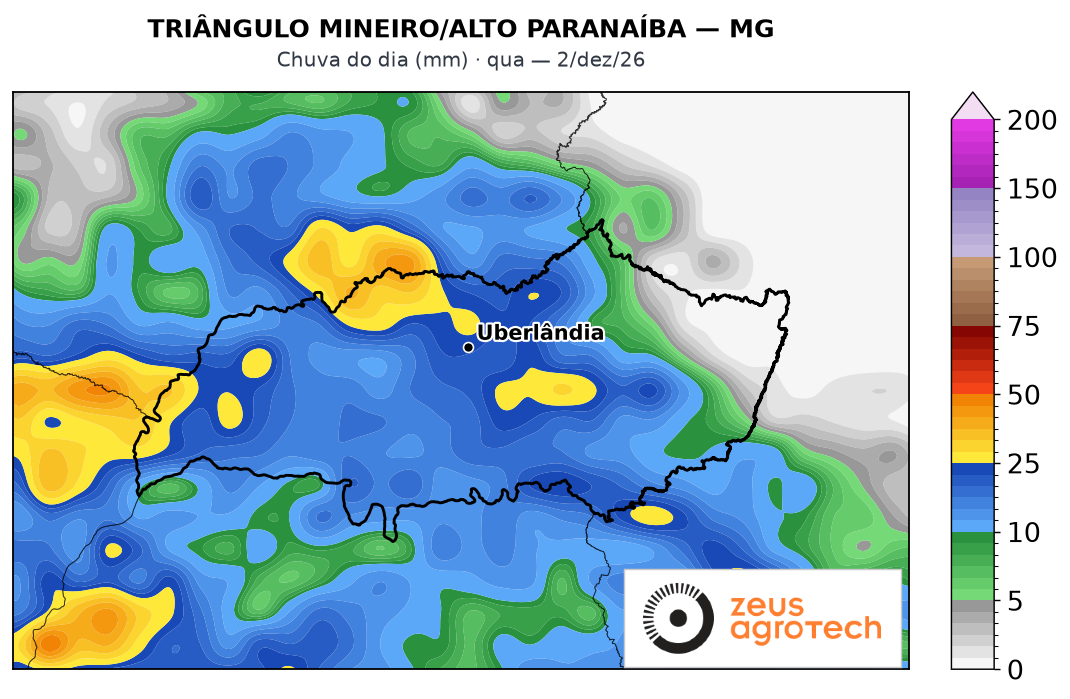 TRIÂNGULO MINEIRO/ALTO PARANAÍBA — MG
Chuva do dia (mm) · qua — 2/dez/26
200
150
100
75
50
25
10
5
0
Uberlândia
zeus
agrotech